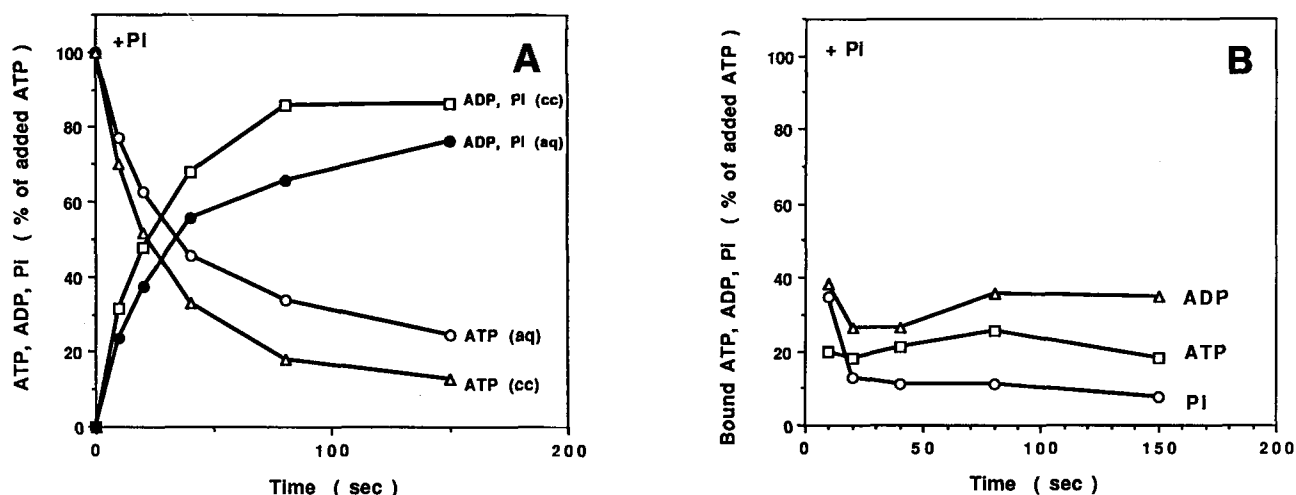 ATP, ADP, Pi ( % of added ATP )
100
80
60
40
20
0
+PI
A
ADP, PI (cc)
ADP, PI (aq)
ATP (aq)
ATP (cc)
0
100
200
Time ( sec )
Bound ATP, ADP, Pi ( % of added ATP )
100
80
60
40
20
0
+ Pi
B
ADP
ATP
PI
0
50
100
150
200
Time ( sec )